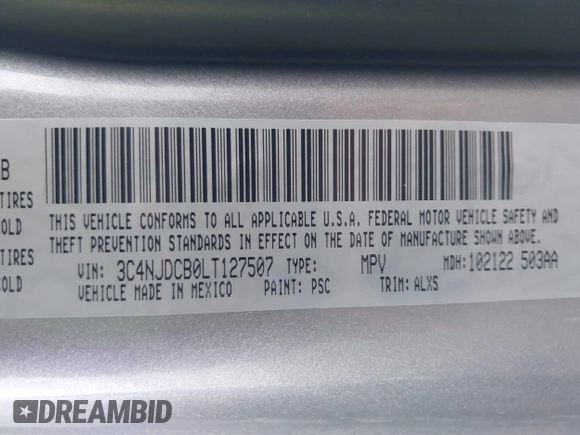 B
TIRES
OLD
TIRES
COLD
THIS VEHICLE CONFORMS TO ALL APPLICABLE U.S.A. FEDERAL MOTOR VEHICLE SAFETY AND
THEFT PREVENTION STANDARDS IN EFFECT ON THE DATE OF MANUFACTURE SHOWN ABOVE.
VIN: 3C4NJDCB0LT127507 TYPE: MPV MDH: 102122 503AA
VEHICLE MADE IN MEXICO PAINT: PSC TRIM: ALXS
DREAMBID